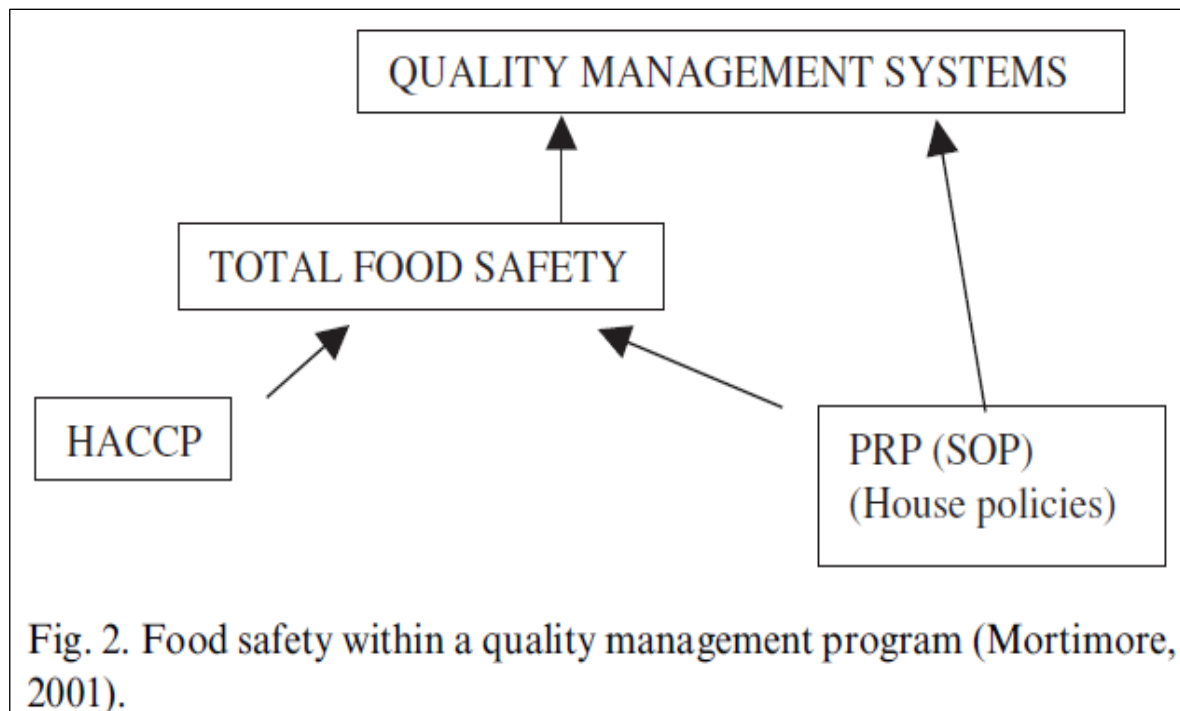 QUALITY MANAGEMENT SYSTEMS
TOTAL FOOD SAFETY
HACCP
PRP (SOP)
(House policies)
Fig. 2. Food safety within a quality management program (Mortimore,
2001).